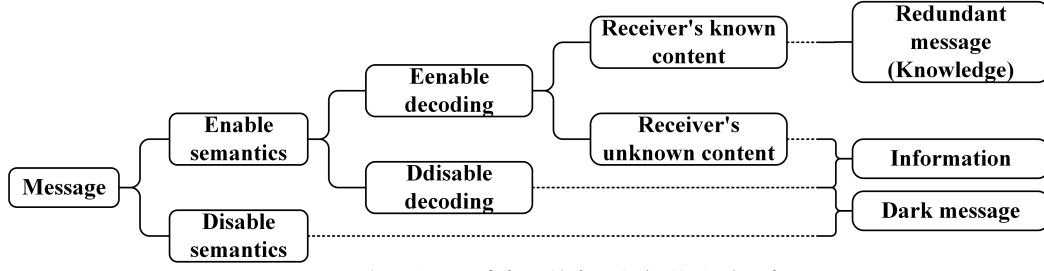 Message
Enable
semantics
Disable
semantics
Eenable
decoding
Ddisable
decoding
Receiver's known
content
Receiver's
unknown content
Redundant
message
(Knowledge)
Information
Dark message